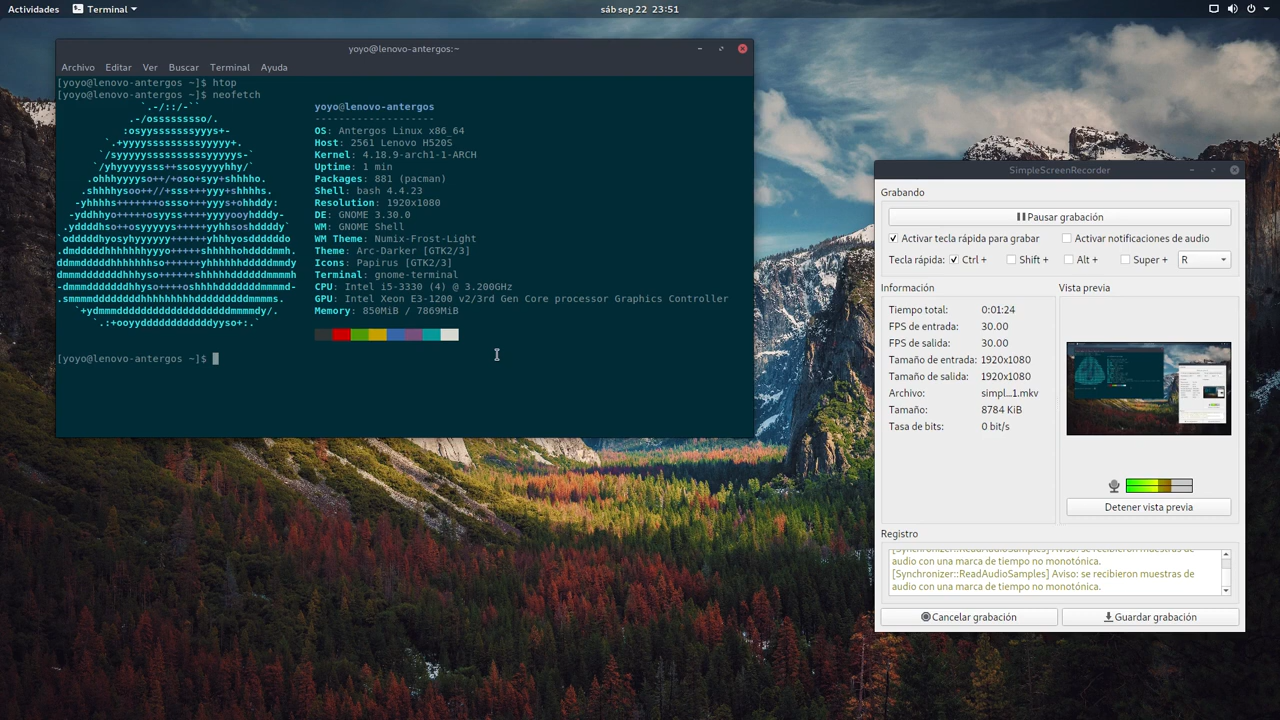 Actividades
Terminal
sáb sep 22 23:51
yoyo@lenovo-antergos:~
Archivo Editar Ver Buscar Terminal Ayuda
[yoyo@lenovo-antergos ~]$ htop
[yoyo@lenovo-antergos ~]$ neofetch
yoyo@lenovo-antergos
--------------------
OS: Antergos Linux x86_64
Host: 2561 Lenovo H520S
Kernel: 4.18.9-arch1-1-ARCH
Uptime: 1 min
Packages: 881 (pacman)
Shell: bash 4.4.23
Resolution: 1920x1080
DE: GNOME 3.30.0
WM: GNOME Shell
WM Theme: Numix-Frost-Light
Theme: Arc-Darker [GTK2/3]
Icons: Papirus [GTK2/3]
Terminal: gnome-terminal
CPU: Intel i5-3330 (4) @ 3.200GHz
GPU: Intel Xeon E3-1200 v2/3rd Gen Core processor Graphics Controller
Memory: 850MiB / 7869MiB
[yoyo@lenovo-antergos ~]$
SimpleScreenRecorder
Grabando
Pausar grabación
Activar tecla rápida para grabar Activar notificaciones de audio
Tecla rápida: Ctrl + Shift + Alt + Super + R
Información
Tiempo total: 0:01:24
FPS de entrada: 30.00
FPS de salida: 30.00
Tamaño de entrada: 1920x1080
Tamaño de salida: 1920x1080
Archivo: simpl...1.mkv
Tamaño: 8784 KiB
Tasa de bits: 0 bit/s
Vista previa
Detener vista previa
Registro
[Synchronizer::ReadAudioSamples] Aviso: se recibieron muestras de
audio con una marca de tiempo no monotónica.
[Synchronizer::ReadAudioSamples] Aviso: se recibieron muestras de
audio con una marca de tiempo no monotónica.
Cancelar grabación
Guardar grabación